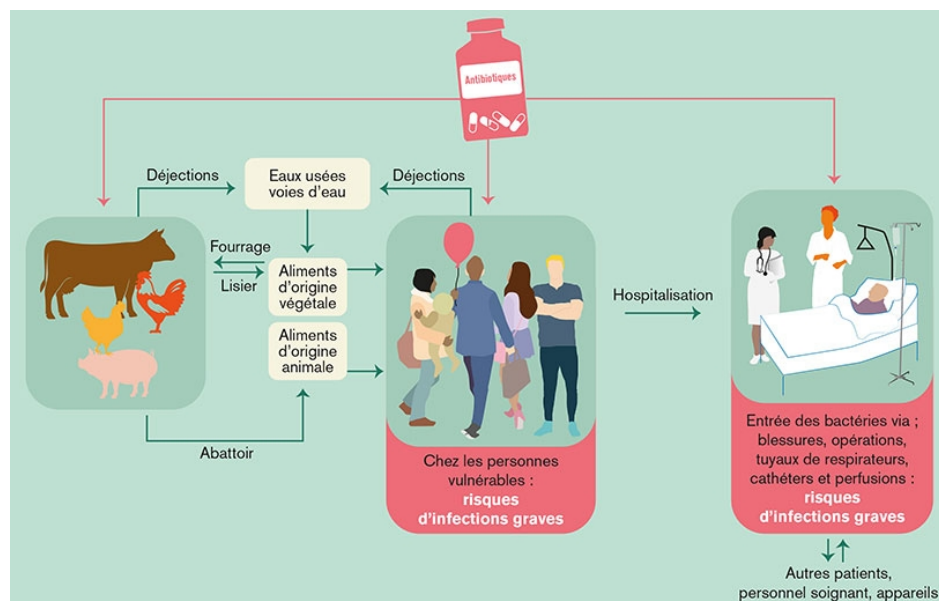 Antibiotiques
Déjections
Eaux usées
voies d'eau
Déjections
Fourrage
Lisier
Aliments
d'origine
végétale
Aliments
d'origine
animale
Abattoir
Chez les personnes
vulnérables :
risques
d'infections graves
Hospitalisation
Entrée des bactéries via ;
blessures, opérations,
tuyaux de respirateurs,
cathéters et perfusions :
risques
d'infections graves
Autres patients,
personnel soignant, appareils